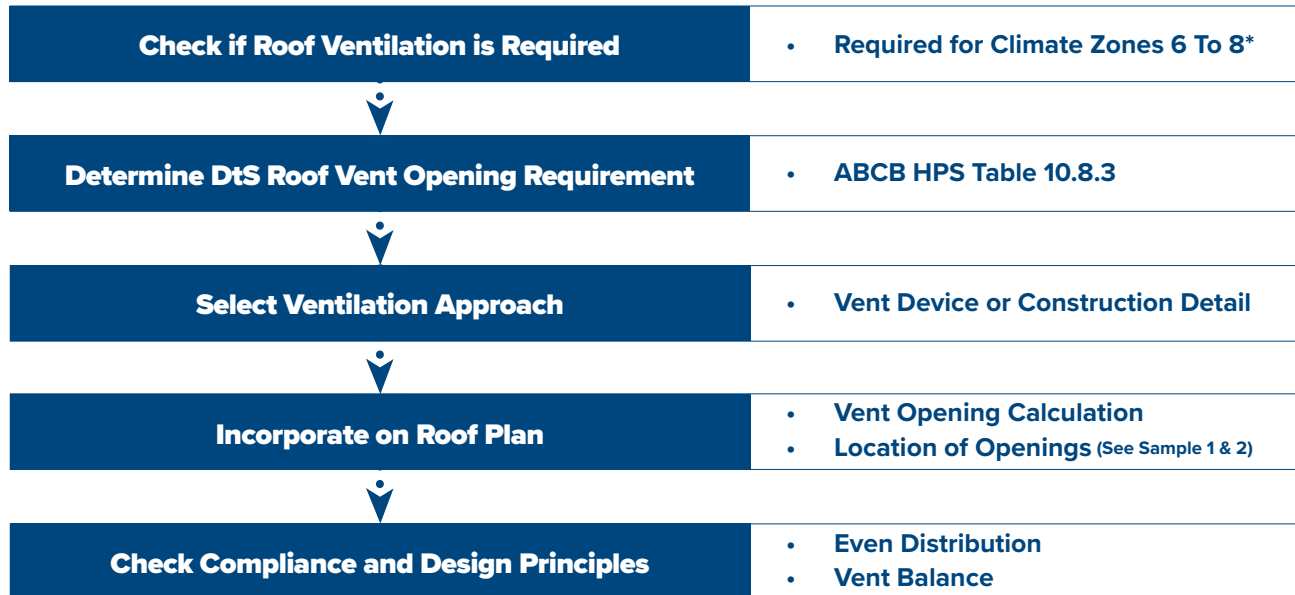 Check if Roof Ventilation is Required
• Required for Climate Zones 6 To 8*
Determine DtS Roof Vent Opening Requirement
• ABCB HPS Table 10.8.3
Select Ventilation Approach
• Vent Device or Construction Detail
Incorporate on Roof Plan
• Vent Opening Calculation
• Location of Openings (See Sample 1 & 2)
Check Compliance and Design Principles
• Even Distribution
• Vent Balance